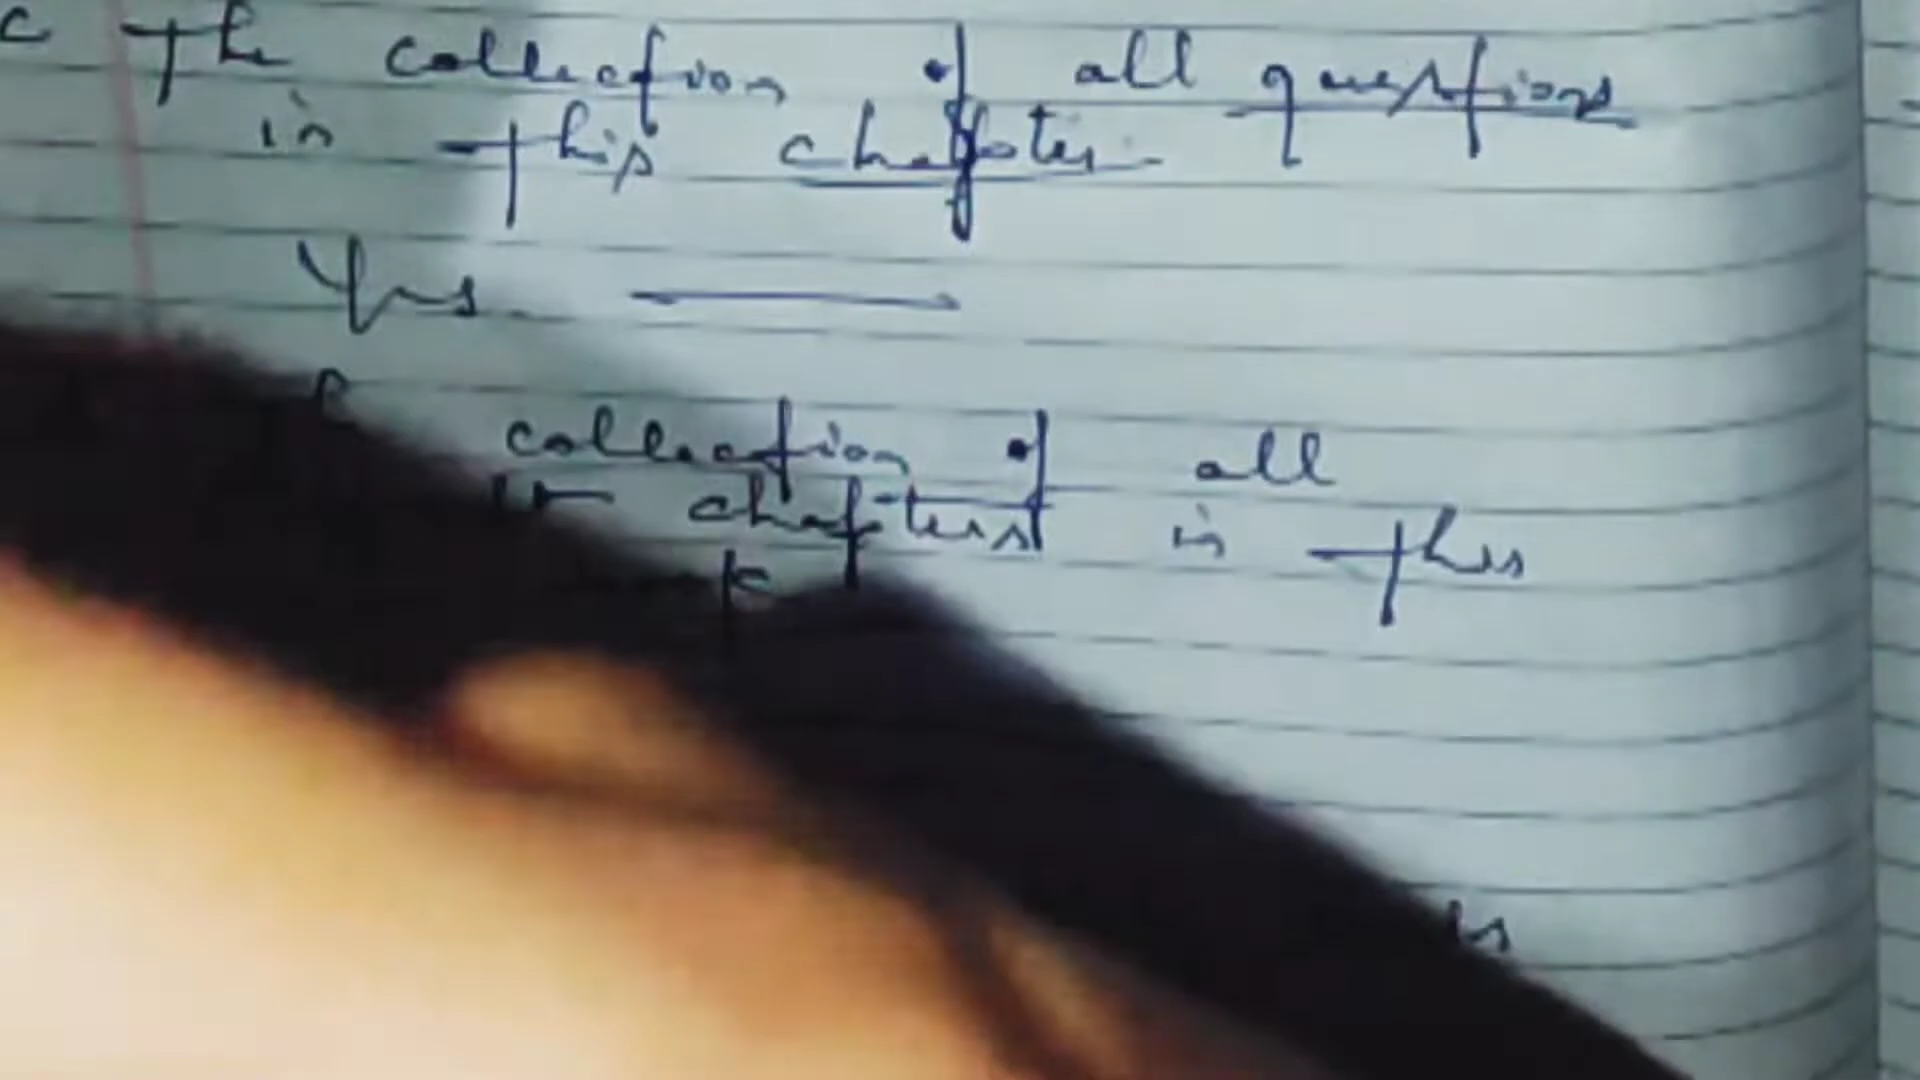 c The collection of all questions
in this chapter
Yes.
collection of all
chapters in this